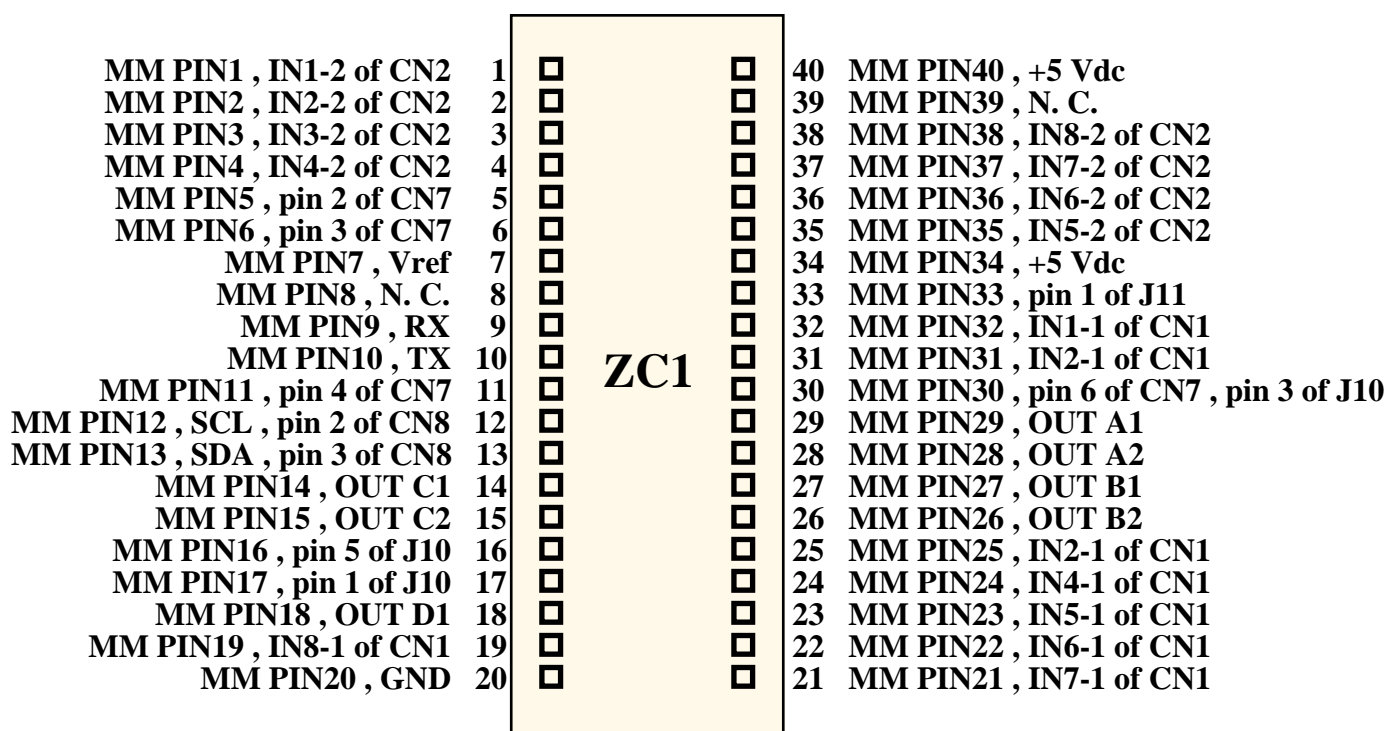 MM PIN1 , IN1-2 of CN2 1
MM PIN2 , IN2-2 of CN2 2
MM PIN3 , IN3-2 of CN2 3
MM PIN4 , IN4-2 of CN2 4
MM PIN5 , pin 2 of CN7 5
MM PIN6 , pin 3 of CN7 6
MM PIN7 , Vref 7
MM PIN8 , N. C. 8
MM PIN9 , RX 9
MM PIN10 , TX 10
MM PIN11 , pin 4 of CN7 11
MM PIN12 , SCL , pin 2 of CN8 12
MM PIN13 , SDA , pin 3 of CN8 13
MM PIN14 , OUT C1 14
MM PIN15 , OUT C2 15
MM PIN16 , pin 5 of J10 16
MM PIN17 , pin 1 of J10 17
MM PIN18 , OUT D1 18
MM PIN19 , IN8-1 of CN1 19
MM PIN20 , GND 20
ZC1
40 MM PIN40 , +5 Vdc
39 MM PIN39 , N. C.
38 MM PIN38 , IN8-2 of CN2
37 MM PIN37 , IN7-2 of CN2
36 MM PIN36 , IN6-2 of CN2
35 MM PIN35 , IN5-2 of CN2
34 MM PIN34 , +5 Vdc
33 MM PIN33 , pin 1 of J11
32 MM PIN32 , IN1-1 of CN1
31 MM PIN31 , IN2-1 of CN1
30 MM PIN30 , pin 6 of CN7 , pin 3 of J10
29 MM PIN29 , OUT A1
28 MM PIN28 , OUT A2
27 MM PIN27 , OUT B1
26 MM PIN26 , OUT B2
25 MM PIN25 , IN2-1 of CN1
24 MM PIN24 , IN4-1 of CN1
23 MM PIN23 , IN5-1 of CN1
22 MM PIN22 , IN6-1 of CN1
21 MM PIN21 , IN7-1 of CN1